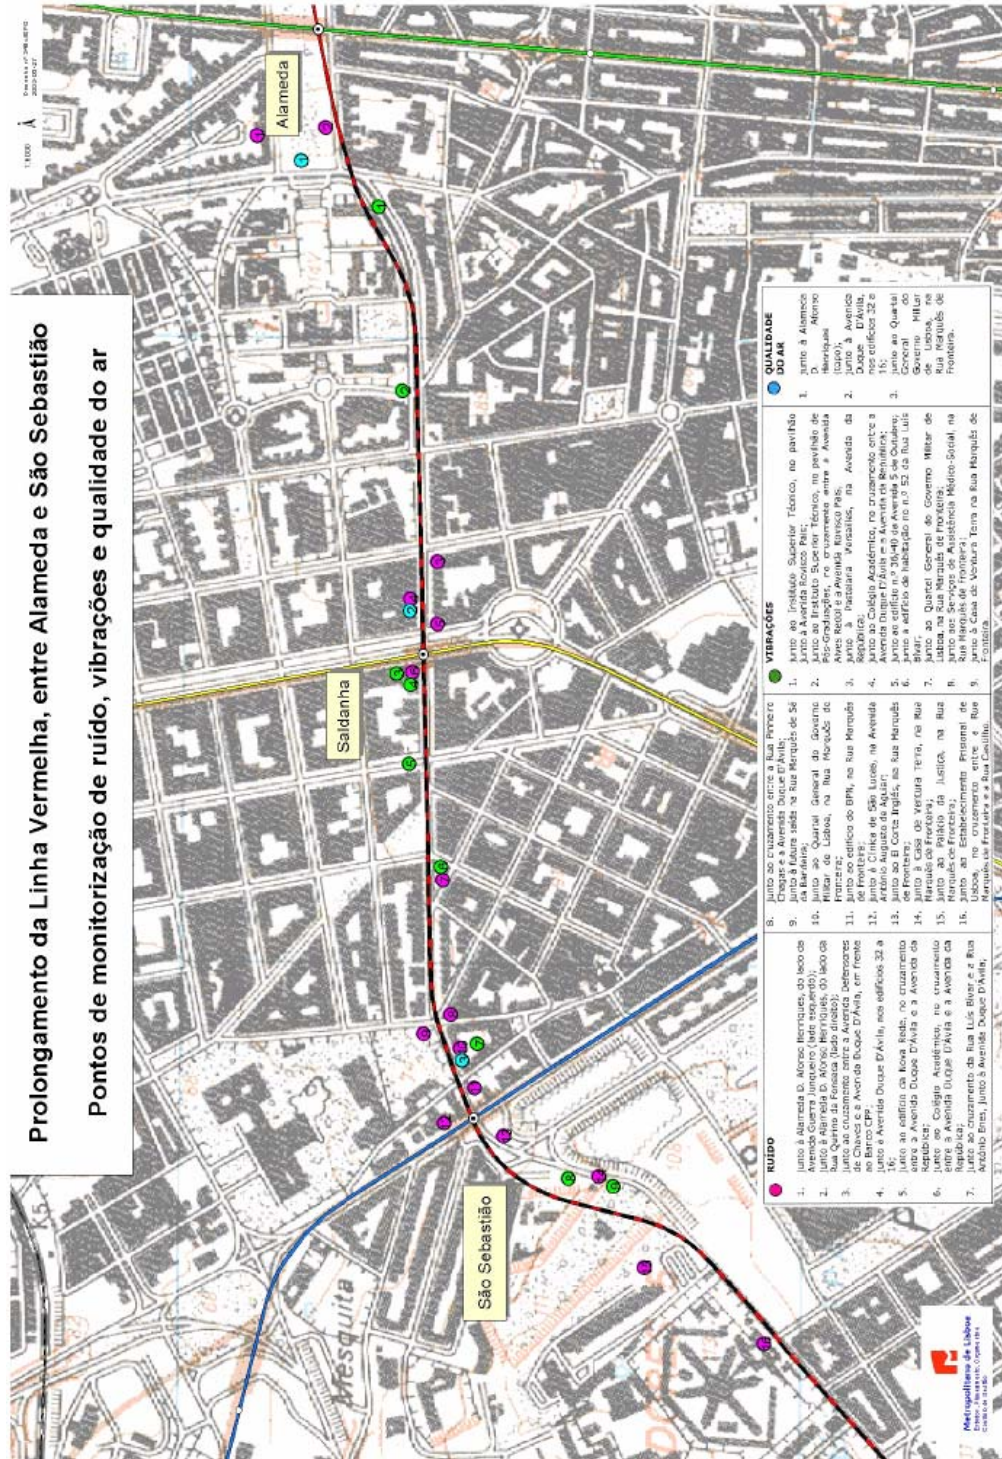 Prolongamento da Linha Vermelha, entre Alameda e São Sebastião
Pontos de monitorização de ruído, vibrações e qualidade do ar
Alameda
Saldanha
São Sebastião
Mesquita
RUÍDO
1. junto à Alameda D. Afonso Henriques, do lado da
Avenida Guerra Junqueiro (lado esquerdo);
2. junto à Alameda D. Afonso Henriques, do lado da
Rua Quirino da Fonseca (lado direito);
3. junto ao cruzamento entre a Avenida Defensores
de Chaves e a Avenida Duque D'Ávila, em frente
ao Banco CPP;
4. junto à Avenida Duque D'Ávila, nos edifícios 32 a
16;
5. junto ao edifício da Nova Rede, no cruzamento
entre a Avenida Duque D'Ávila e a Avenida da
República;
6. junto ao Colégio Académico, no cruzamento
entre a Avenida Duque D'Ávila e a Avenida da
República;
7. junto ao cruzamento da Rua Luís Bívar e a Rua
António Enes, junto à Avenida Duque D'Ávila;
8. junto ao cruzamento entre a Rua Pinheiro
Chagas e a Avenida Duque D'Ávila;
9. junto à futura saída na Rua Marquês de Sá
da Bandeira;
10. junto ao Quartel General do Governo
Militar de Lisboa, na Rua Marquês de
Fronteira;
11. junto ao edifício do BPN, na Rua Marquês
de Fronteira;
12. junto à Clínica de São Lucas, na Avenida
António Augusto de Aguiar;
13. junto ao El Corte Inglés, na Rua Marquês
de Fronteira;
14. junto à Casa de Ventura Terra, na Rua
Marquês de Fronteira;
15. junto ao Palácio da Justiça, na Rua
Marquês de Fronteira;
16. junto ao Estabelecimento Prisional de
Lisboa, no cruzamento entre a Rua
Marquês de Fronteira e a Rua Castilho.
VIBRAÇÕES
1. junto ao Instituto Superior Técnico, no pavilhão
junto à Avenida Rovisco Pais;
2. junto ao Instituto Superior Técnico, no pavilhão de
Pós-Graduações, no cruzamento entre a Avenida
Alves Redol e a Avenida Rovisco Pais;
3. junto à Pastelaria Versailles, na Avenida da
República;
4. junto ao Colégio Académico, no cruzamento entre a
Avenida Duque D'Ávila e a Avenida da República;
5. junto ao edifício n.º 38/40 da Avenida 5 de Outubro;
6. junto a edifício de habitação no n.º 52 da Rua Luís
Bívar;
7. junto ao Quartel General do Governo Militar de
Lisboa, na Rua Marquês de Fronteira;
8. junto aos Serviços de Assistência Médico-Social, na
Rua Marquês de Fronteira;
9. junto à Casa de Ventura Terra na Rua Marquês de
Fronteira.
QUALIDADE
DO AR
1. junto à Alameda
D. Afonso
Henriques
(topo),
2. junto à Avenida
Duque D'Ávila,
nos edifícios 32 a
16;
3. junto ao Quartel
General do
Governo Militar
de Lisboa, na
Rua Marquês de
Fronteira.
Metropolitano de Lisboa